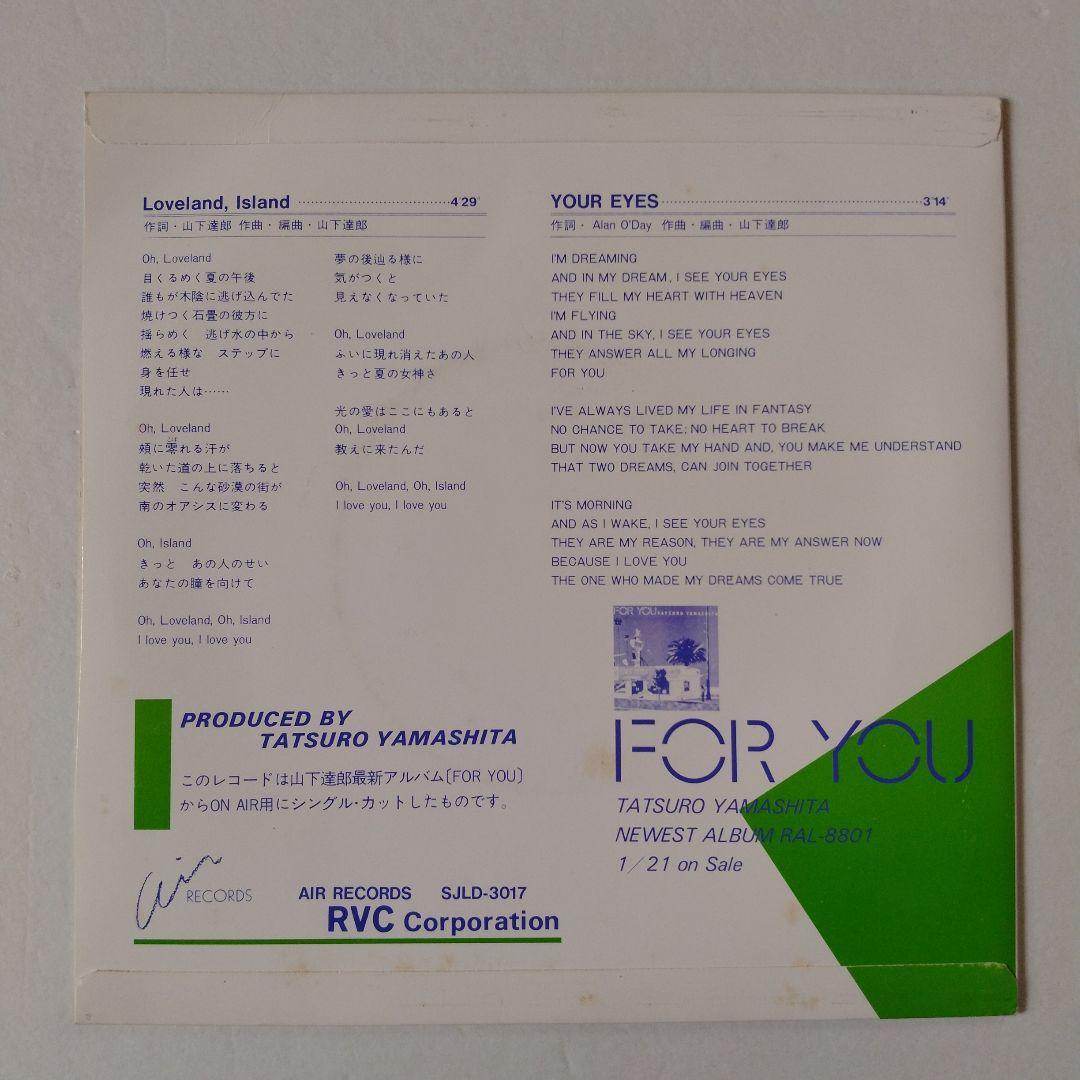 Loveland, Island ……………………………4'29"
作詞・山下達郎 作曲・編曲・山下達郎
Oh, Loveland
目くるめく夏の午後
誰もが木陰に逃げ込んでた
焼けつく石畳の彼方に
揺らめく 逃げ水の中から
燃える様な ステップに
身を任せ
現れた人は……
Oh, Loveland
頬に零れる汗が
乾いた道の上に落ちると
突然 こんな砂漠の街が
南のオアシスに変わる
Oh, Island
きっと あの人のせい
あなたの瞳を向けて
Oh, Loveland, Oh, Island
I love you, I love you
夢の後辿る様に
気がつくと
見えなくなっていた
Oh, Loveland
ふいに現れ消えたあの人
きっと夏の女神さ
光の愛はここにもあると
Oh, Loveland
教えに来たんだ
Oh, Loveland, Oh, Island
I love you, I love you
YOUR EYES……………………………………3'14"
作詞・Alan O'Day 作曲・編曲・山下達郎
I'M DREAMING
AND IN MY DREAM, I SEE YOUR EYES
THEY FILL MY HEART WITH HEAVEN
I'M FLYING
AND IN THE SKY, I SEE YOUR EYES
THEY ANSWER ALL MY LONGING
FOR YOU
I'VE ALWAYS LIVED MY LIFE IN FANTASY
NO CHANCE TO TAKE; NO HEART TO BREAK
BUT NOW YOU TAKE MY HAND AND, YOU MAKE ME UNDERSTAND
THAT TWO DREAMS, CAN JOIN TOGETHER
IT'S MORNING
AND AS I WAKE, I SEE YOUR EYES
THEY ARE MY REASON, THEY ARE MY ANSWER NOW
BECAUSE I LOVE YOU
THE ONE WHO MADE MY DREAMS COME TRUE
FOR YOU TATSURO YAMASHITA
FOR YOU
TATSURO YAMASHITA
NEWEST ALBUM RAL-8801
1/21 on Sale
PRODUCED BY
TATSURO YAMASHITA
このレコードは山下達郎最新アルバム〔FOR YOU〕
からON AIR用にシングル・カットしたものです。
Air RECORDS
AIR RECORDS SJLD-3017
RVC Corporation